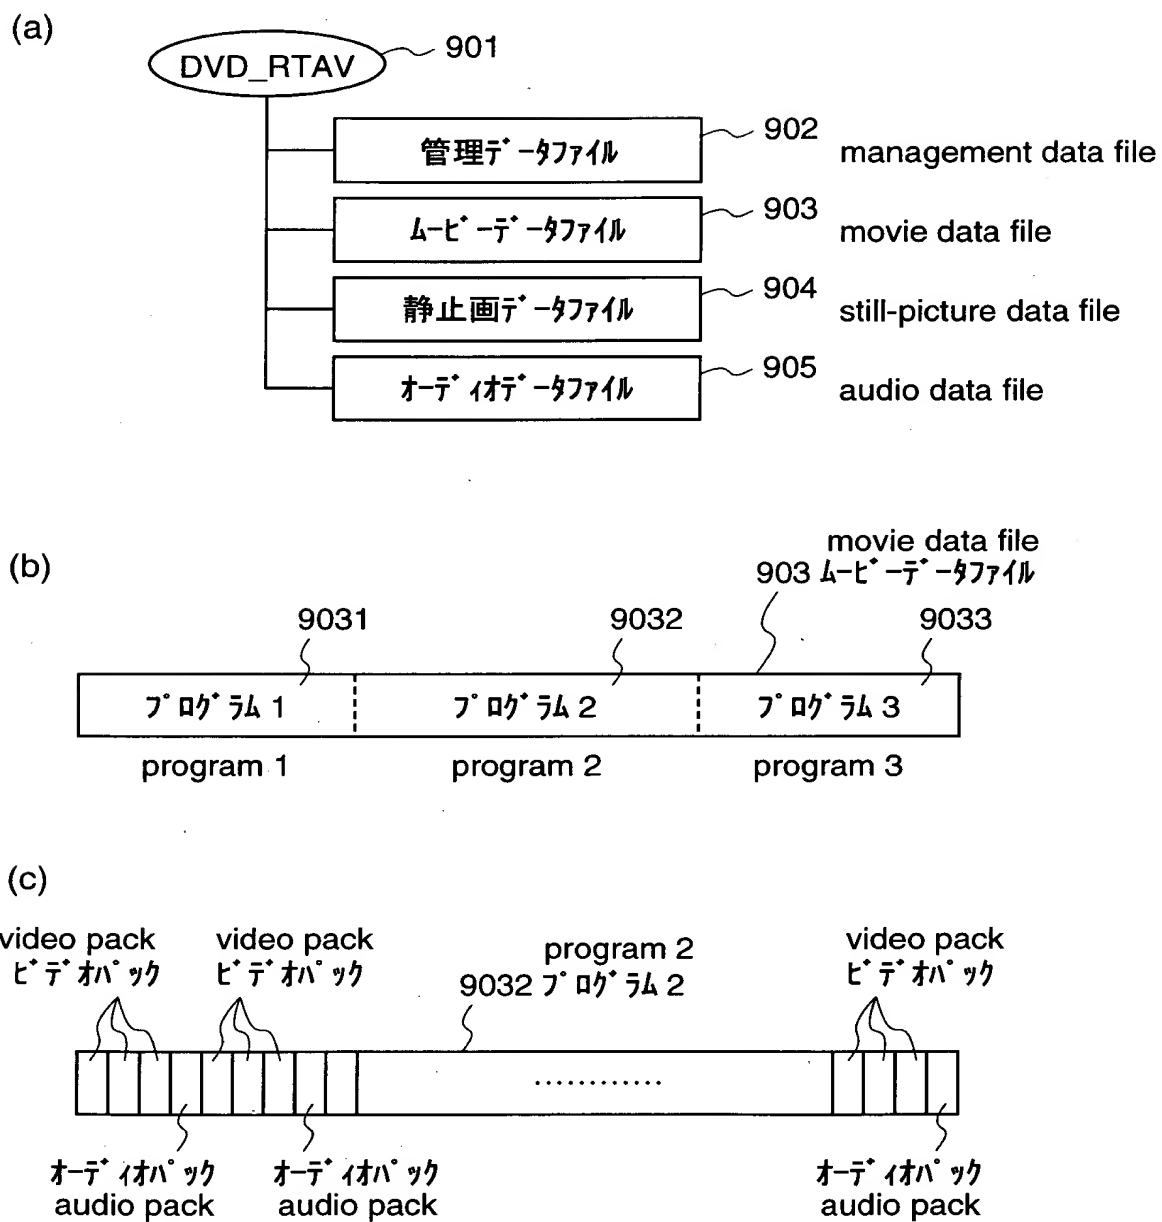 (a)
DVD_RTAV
901
管理ﾃﾞｰﾀﾌｧｲﾙ
902
management data file
ﾑｰﾋﾞｰﾃﾞｰﾀﾌｧｲﾙ
903
movie data file
静止画ﾃﾞｰﾀﾌｧｲﾙ
904
still-picture data file
ｵｰﾃﾞｨｵﾃﾞｰﾀﾌｧｲﾙ
905
audio data file
(b)
movie data file
903 ﾑｰﾋﾞｰﾃﾞｰﾀﾌｧｲﾙ
9031
9032
9033
ﾌﾟﾛｸﾞﾗﾑ 1
ﾌﾟﾛｸﾞﾗﾑ 2
ﾌﾟﾛｸﾞﾗﾑ 3
program 1
program 2
program 3
(c)
video pack
ﾋﾞﾃﾞｵﾊﾟｯｸ
video pack
ﾋﾞﾃﾞｵﾊﾟｯｸ
program 2
9032 ﾌﾟﾛｸﾞﾗﾑ 2
video pack
ﾋﾞﾃﾞｵﾊﾟｯｸ
.............
ｵｰﾃﾞｨｵﾊﾟｯｸ
audio pack
ｵｰﾃﾞｨｵﾊﾟｯｸ
audio pack
ｵｰﾃﾞｨｵﾊﾟｯｸ
audio pack